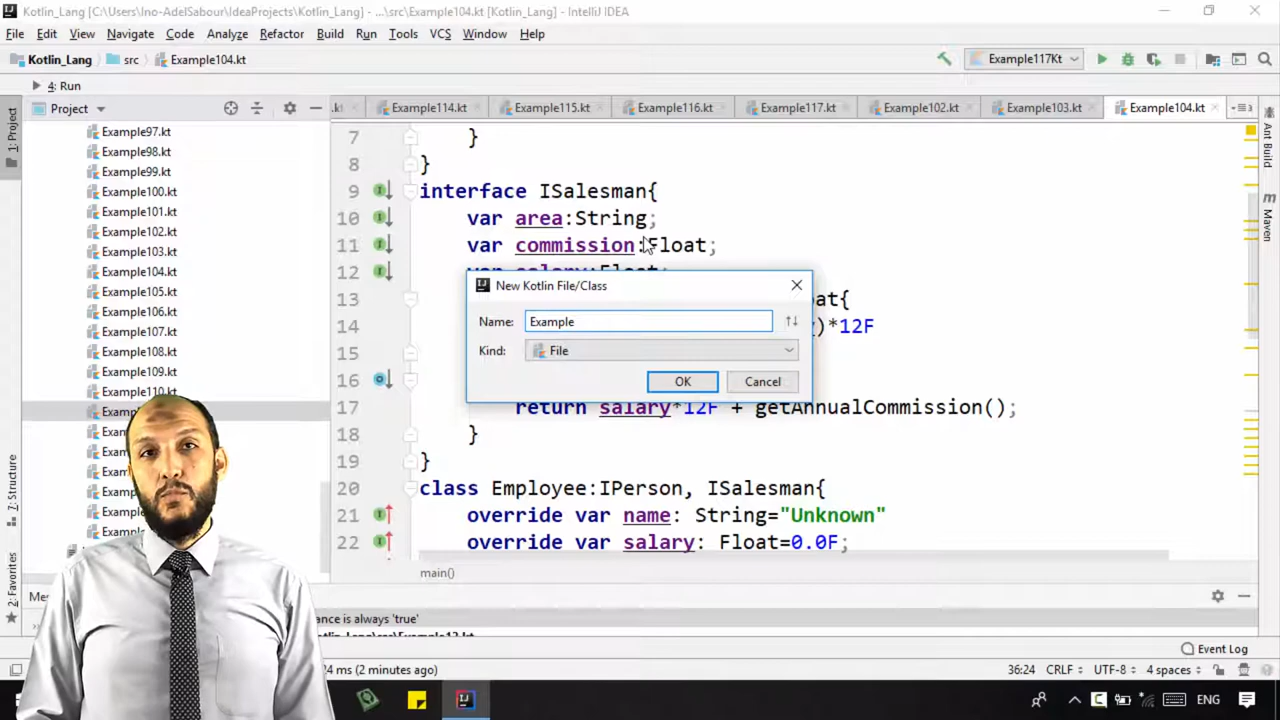 Kotlin_Lang [C:\Users\Ino-AdelSabour\IdeaProjects\Kotlin_Lang] - ...\src\Example104.kt [Kotlin_Lang] - IntelliJ IDEA
File Edit View Navigate Code Analyze Refactor Build Run Tools VCS Window Help
Kotlin_Lang src Example104.kt Example117Kt
4: Run
Project
.kt Example114.kt Example115.kt Example116.kt Example117.kt Example102.kt Example103.kt Example104.kt
1: Project
Z: Structure
2: Favorites
Ant Build
Maven
Example97.kt
Example98.kt
Example99.kt
Example100.kt
Example101.kt
Example102.kt
Example103.kt
Example104.kt
Example105.kt
Example106.kt
Example107.kt
Example108.kt
Example109.kt
Example110.kt
7 }
8 }
9 interface ISalesman{
10 var area:String;
11 var commission:Float;
12 var salary:Float;
13 at{
14 )*12F
15
16
17 return salary*12F + getAnnualCommission();
18 }
19 }
20 class Employee:IPerson, ISalesman{
21 override var name: String="Unknown"
22 override var salary: Float=0.0F;
New Kotlin File/Class
Name: Example
Kind: File
OK Cancel
main()
ance is always 'true'
Event Log
4 ms (2 minutes ago) 36:24 CRLF UTF-8 4 spaces
ENG